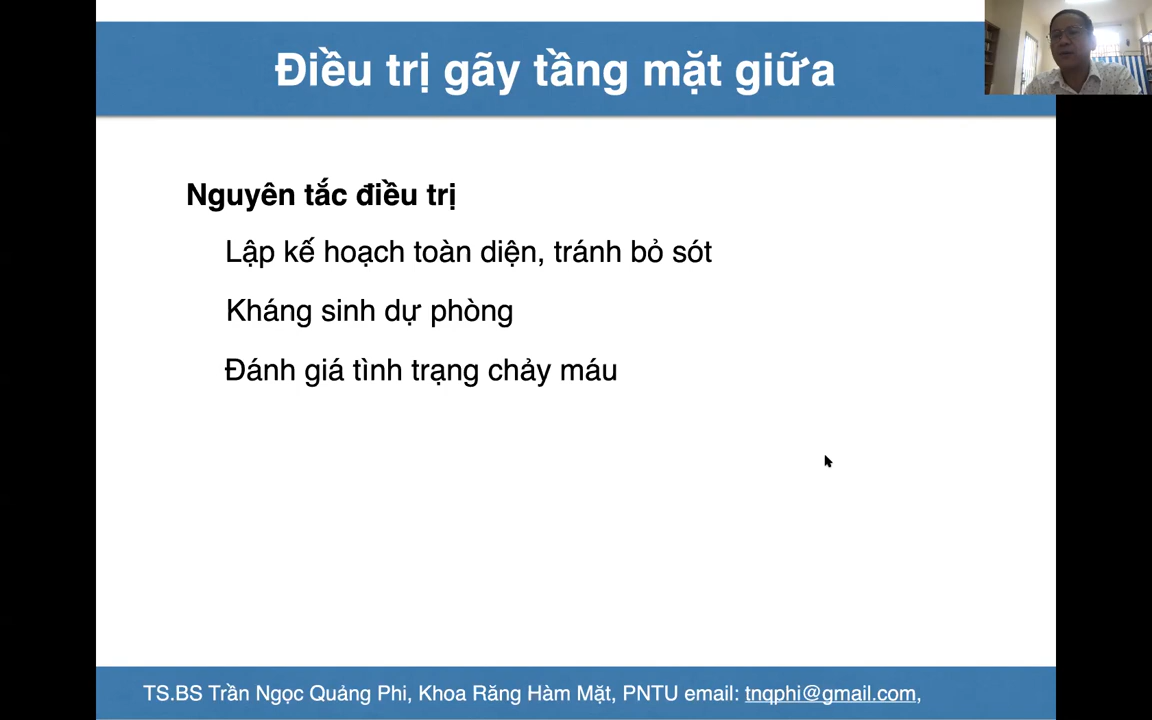 Điều trị gãy tầng mặt giữa
Nguyên tắc điều trị
Lập kế hoạch toàn diện, tránh bỏ sót
Kháng sinh dự phòng
Đánh giá tình trạng chảy máu
TS.BS Trần Ngọc Quảng Phi, Khoa Răng Hàm Mặt, PNTU email: tnqphi@gmail.com,